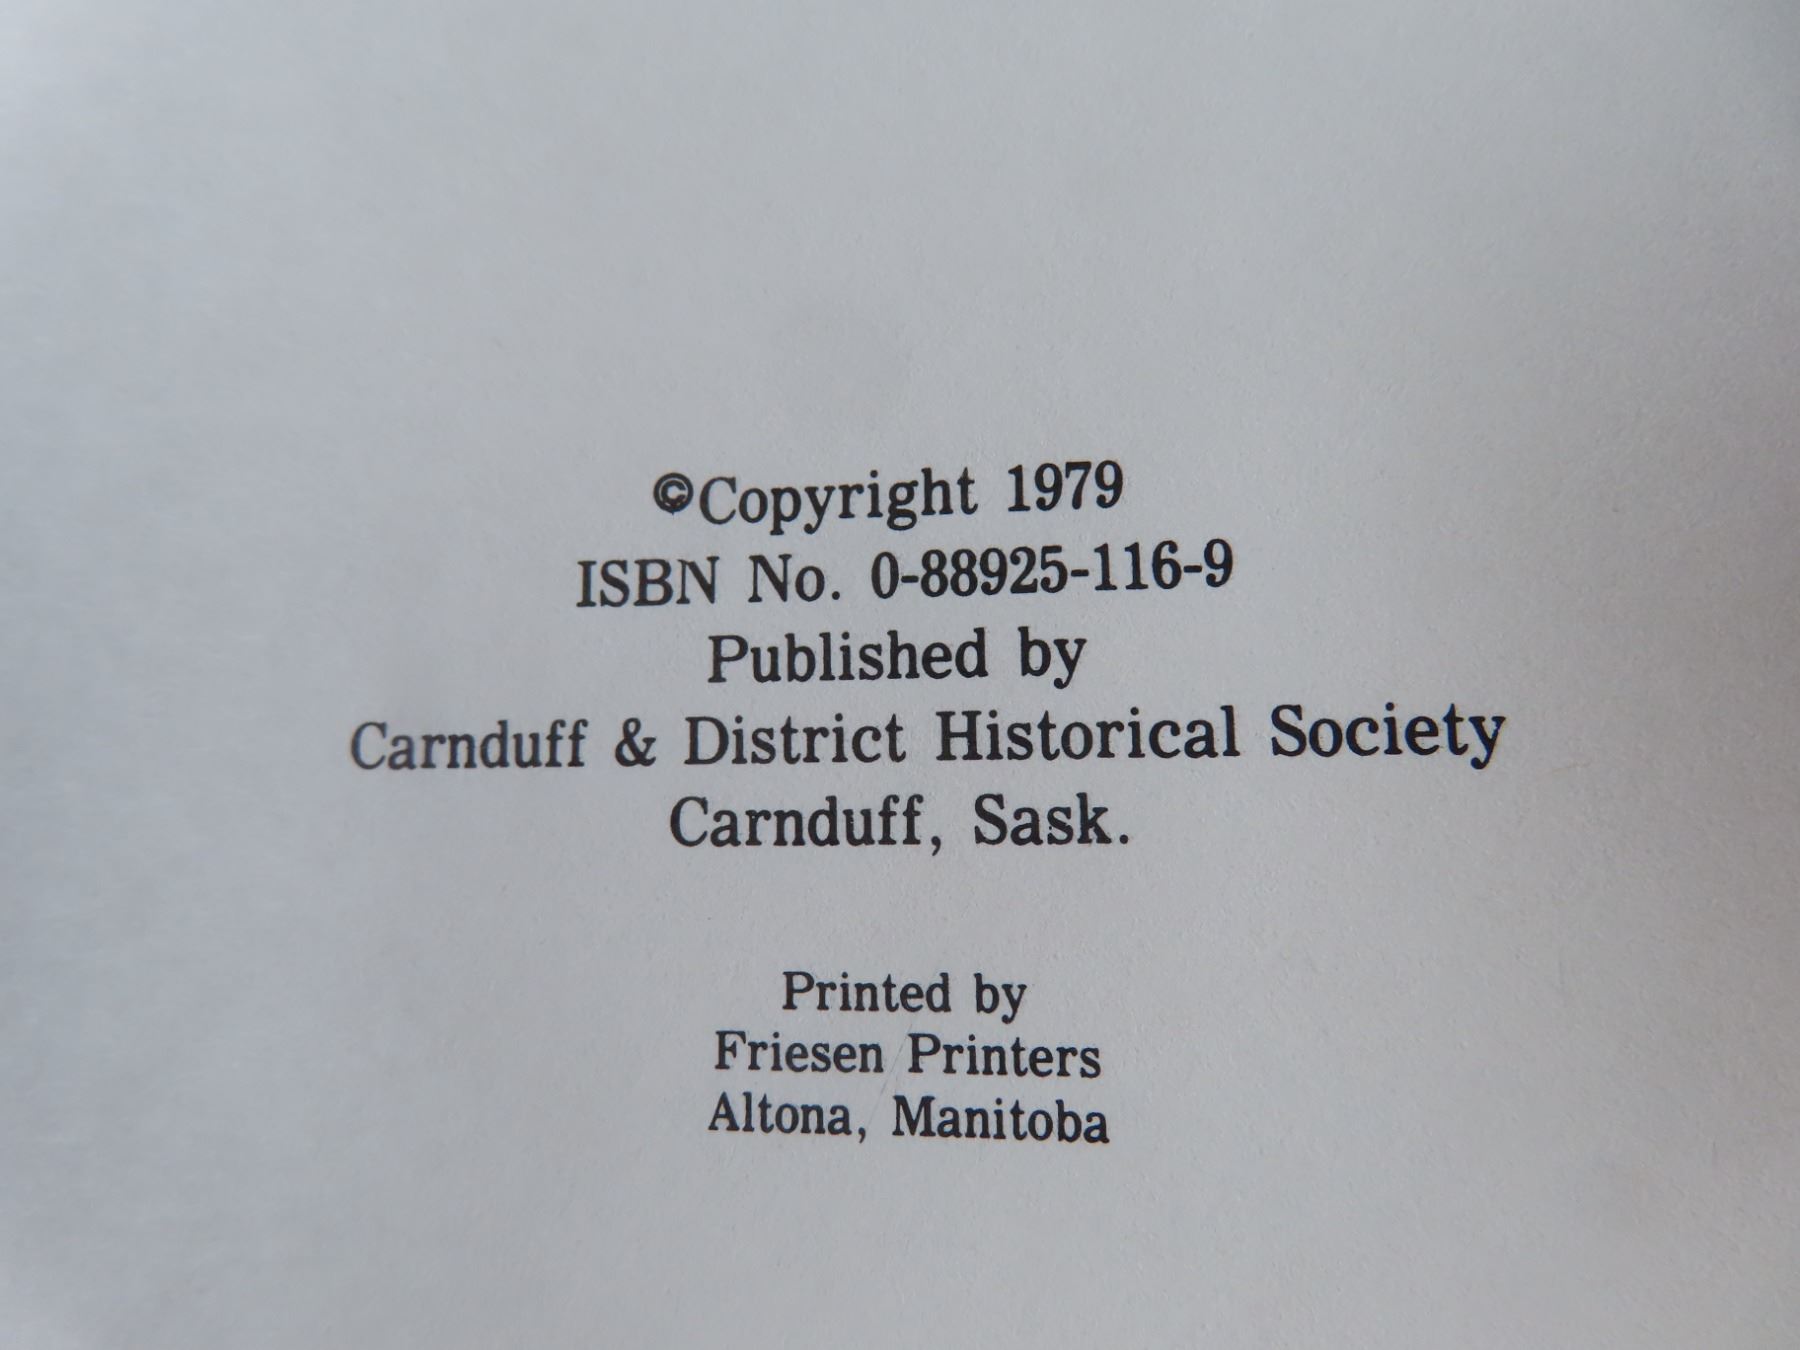 ©Copyright 1979
ISBN No. 0-88925-116-9
Published by
Carnduff & District Historical Society
Carnduff, Sask.
Printed by
Friesen Printers
Altona, Manitoba